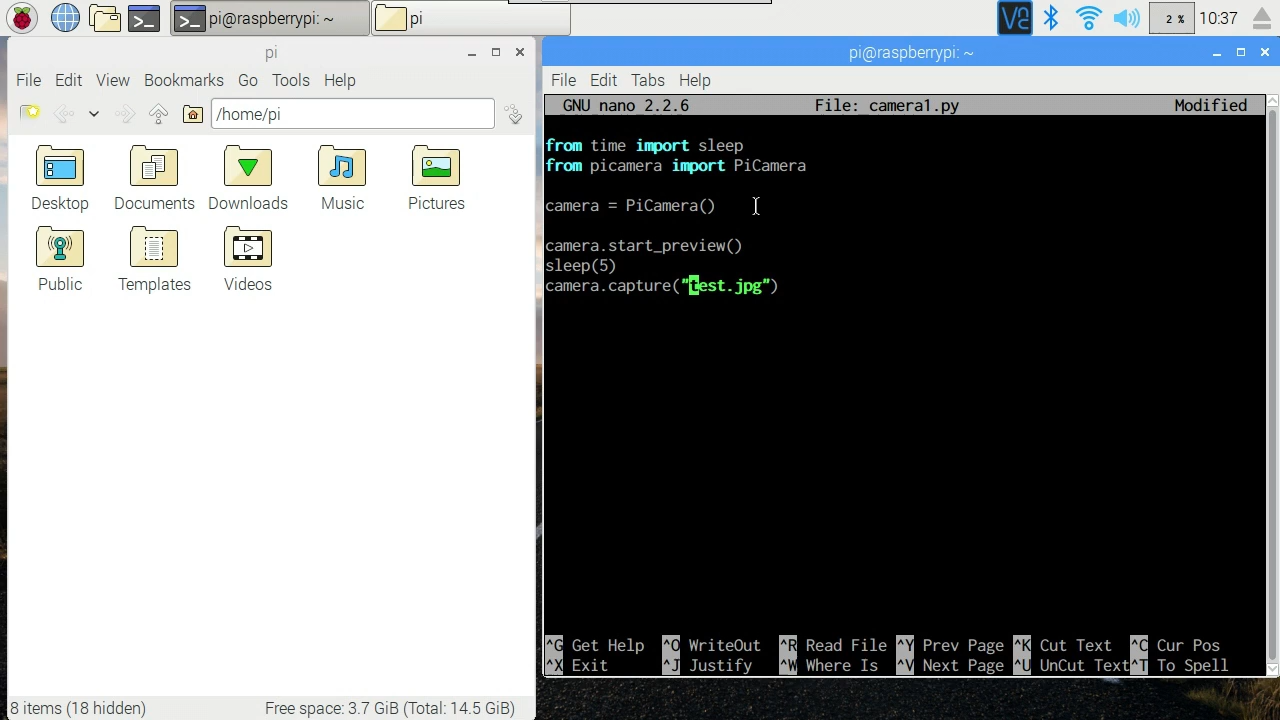 pi@raspberrypi: ~
pi
2 %
10:37
pi
File Edit View Bookmarks Go Tools Help
/home/pi
Desktop Documents Downloads Music Pictures
Public Templates Videos
8 items (18 hidden) Free space: 3.7 GiB (Total: 14.5 GiB)
pi@raspberrypi: ~
File Edit Tabs Help
GNU nano 2.2.6 File: camera1.py Modified
from time import sleep
from picamera import PiCamera
camera = PiCamera()
camera.start_preview()
sleep(5)
camera.capture("test.jpg")
^G Get Help ^O WriteOut ^R Read File ^Y Prev Page ^K Cut Text ^C Cur Pos
^X Exit ^J Justify ^W Where Is ^V Next Page ^U UnCut Text ^T To Spell